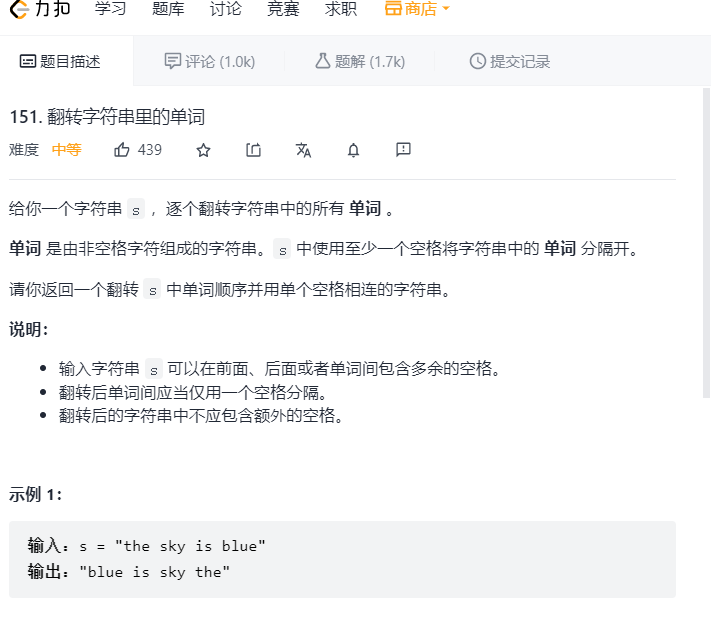 力扣 学习 题库 讨论 竞赛 求职 商店
题目描述 评论 (1.0k) 题解 (1.7k) 提交记录
151. 翻转字符串里的单词
难度 中等 439
给你一个字符串 s ，逐个翻转字符串中的所有 单词 。
单词 是由非空格字符组成的字符串。s 中使用至少一个空格将字符串中的 单词 分隔开。
请你返回一个翻转 s 中单词顺序并用单个空格相连的字符串。
说明：
• 输入字符串 s 可以在前面、后面或者单词间包含多余的空格。
• 翻转后单词间应当仅用一个空格分隔。
• 翻转后的字符串中不应包含额外的空格。
示例 1：
输入：s = "the sky is blue"
输出："blue is sky the"